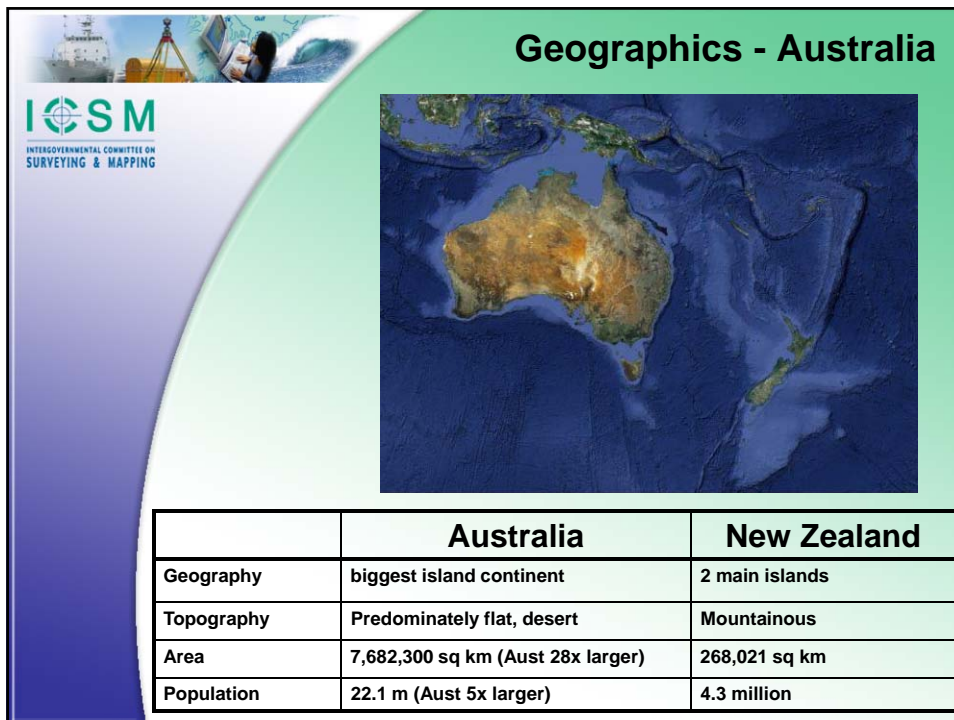 Geographics - Australia
ICSM
INTERGOVERNMENTAL COMMITTEE ON
SURVEYING & MAPPING
Australia New Zealand
Geography biggest island continent 2 main islands
Topography Predominately flat, desert Mountainous
Area 7,682,300 sq km (Aust 28x larger) 268,021 sq km
Population 22.1 m (Aust 5x larger) 4.3 million